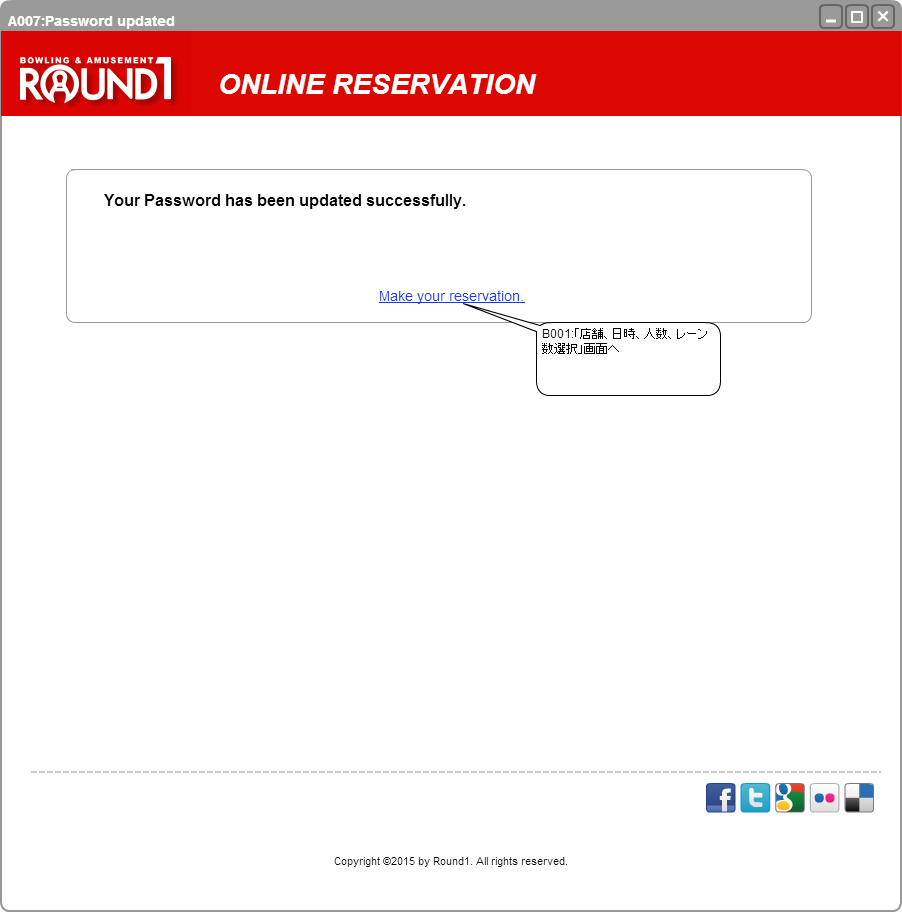 A007:Password updated
BOWLING & AMUSEMENT
ROUND1
ONLINE RESERVATION
Your Password has been updated successfully.
Make your reservation.
B001:「店舗、日時、人数、レーン
数選択」画面へ
Copyright ©2015 by Round1. All rights reserved.